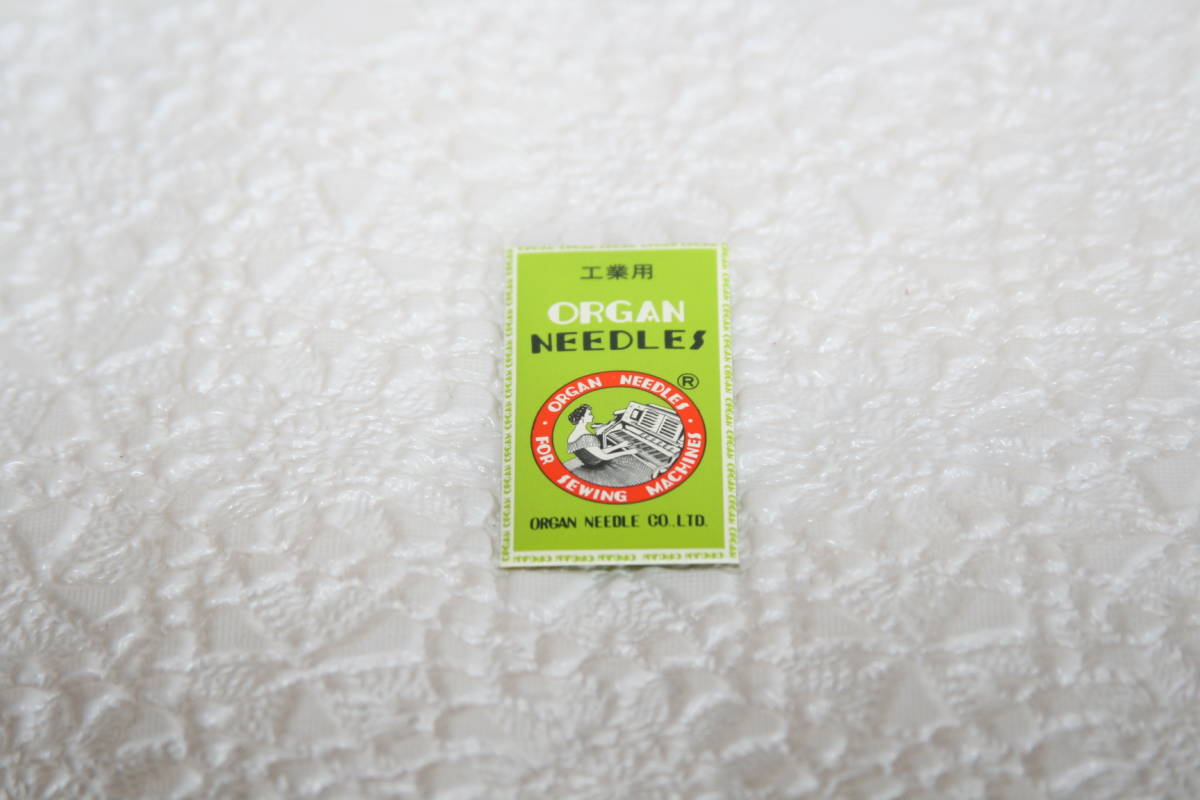 工業用
ORGAN
NEEDLES
®
· ORGAN NEEDLES ·
FOR SEWING MACHINES
ORGAN NEEDLE CO.,LTD.